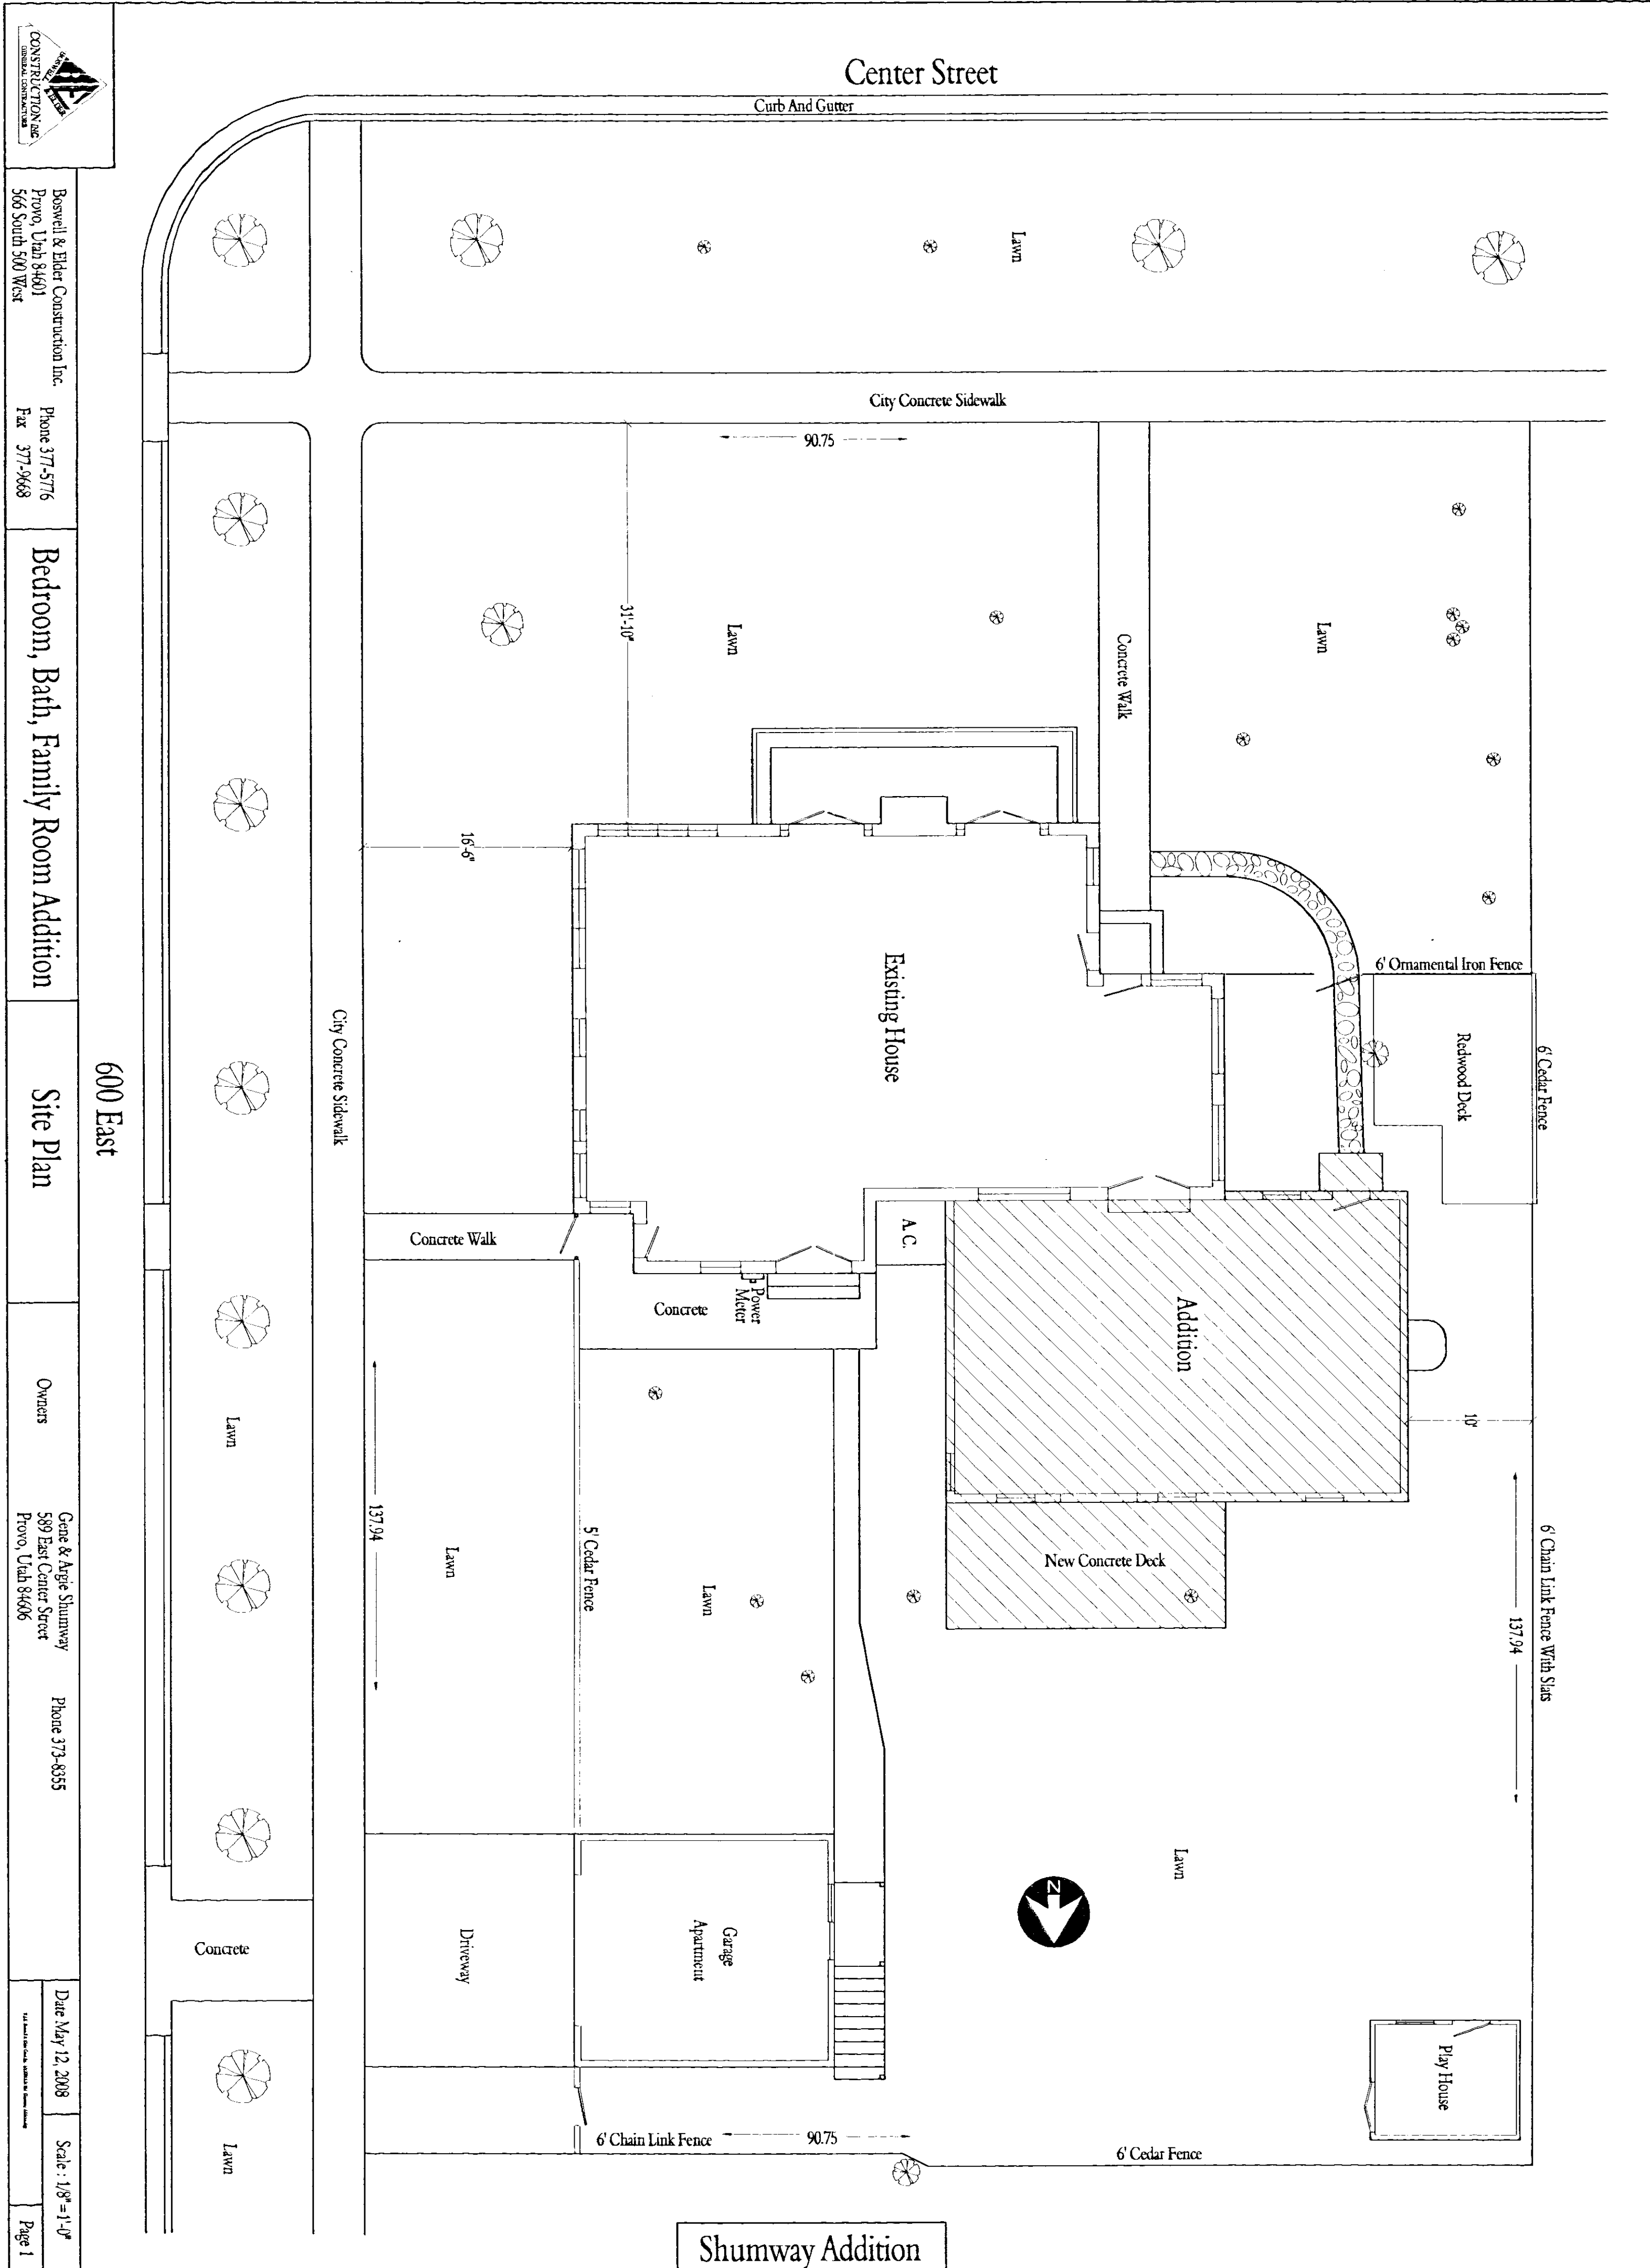 Center Street
Curb And Gutter
Lawn
City Concrete Sidewalk
90.75
31'-10"
Lawn
Concrete Walk
Lawn
16'-6"
Existing House
6' Ornamental Iron Fence
Redwood Deck
6' Cedar Fence
City Concrete Sidewalk
600 East
Concrete Walk
A.C.
Concrete
Power
Meter
Addition
10'
137.94
Lawn
Lawn
5' Cedar Fence
Lawn
New Concrete Deck
137.94
6' Chain Link Fence With Slats
Lawn
N
Concrete
Driveway
Garage
Apartment
Play House
Lawn
6' Chain Link Fence
90.75
6' Cedar Fence
Shumway Addition
CONSTRUCTION INC
GENERAL CONTRACTORS
Boswell & Elder Construction Inc.
Provo, Utah 84601
566 South 500 West
Phone 377-5776
Fax 377-9668
Bedroom, Bath, Family Room Addition
Site Plan
Owners
Gene & Argie Shumway
589 East Center Street
Provo, Utah 84606
Phone 373-8355
Date May 12, 2008
Scale : 1/8" = 1'-0"
Page 1